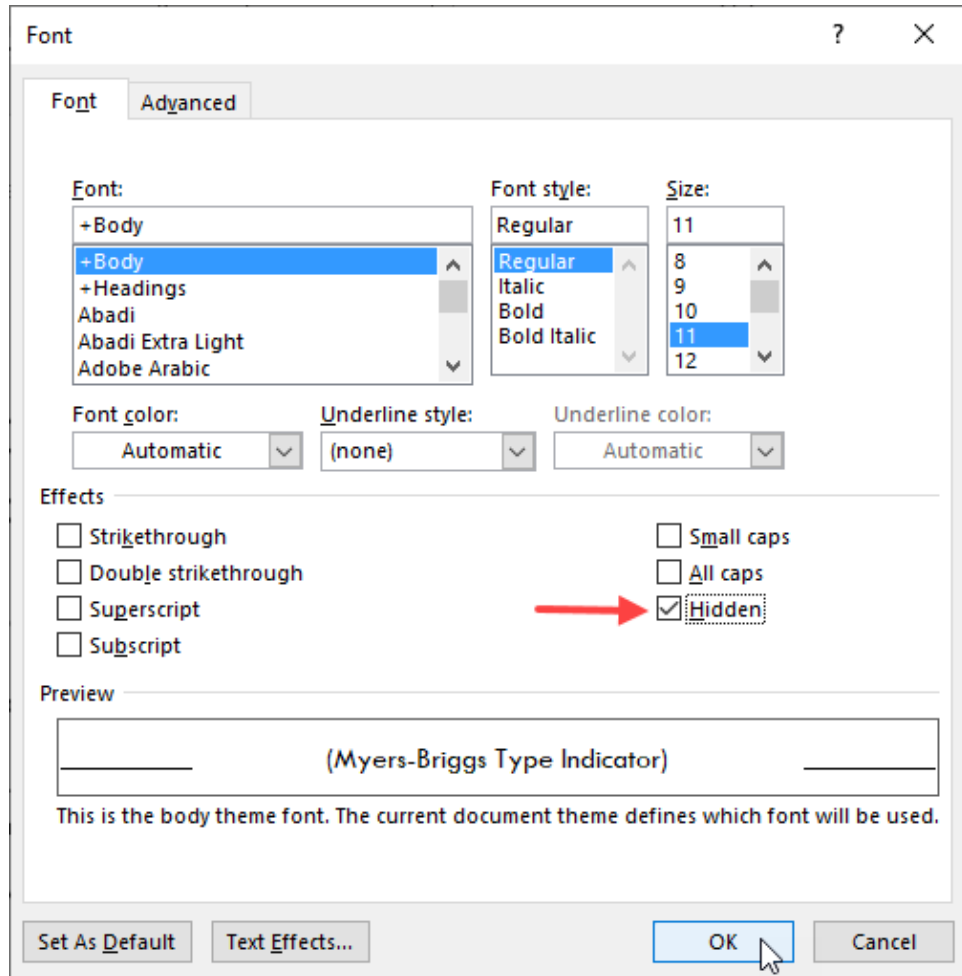 Font ?
Font Advanced
Font: Font style: Size:
+Body Regular 11
+Body Regular 8
+Headings Italic 9
Abadi Bold 10
Abadi Extra Light Bold Italic 11
Adobe Arabic 12
Font color: Underline style: Underline color:
Automatic (none) Automatic
Effects
Strikethrough Small caps
Double strikethrough All caps
Superscript Hidden
Subscript
Preview
(Myers-Briggs Type Indicator)
This is the body theme font. The current document theme defines which font will be used.
Set As Default Text Effects... OK Cancel